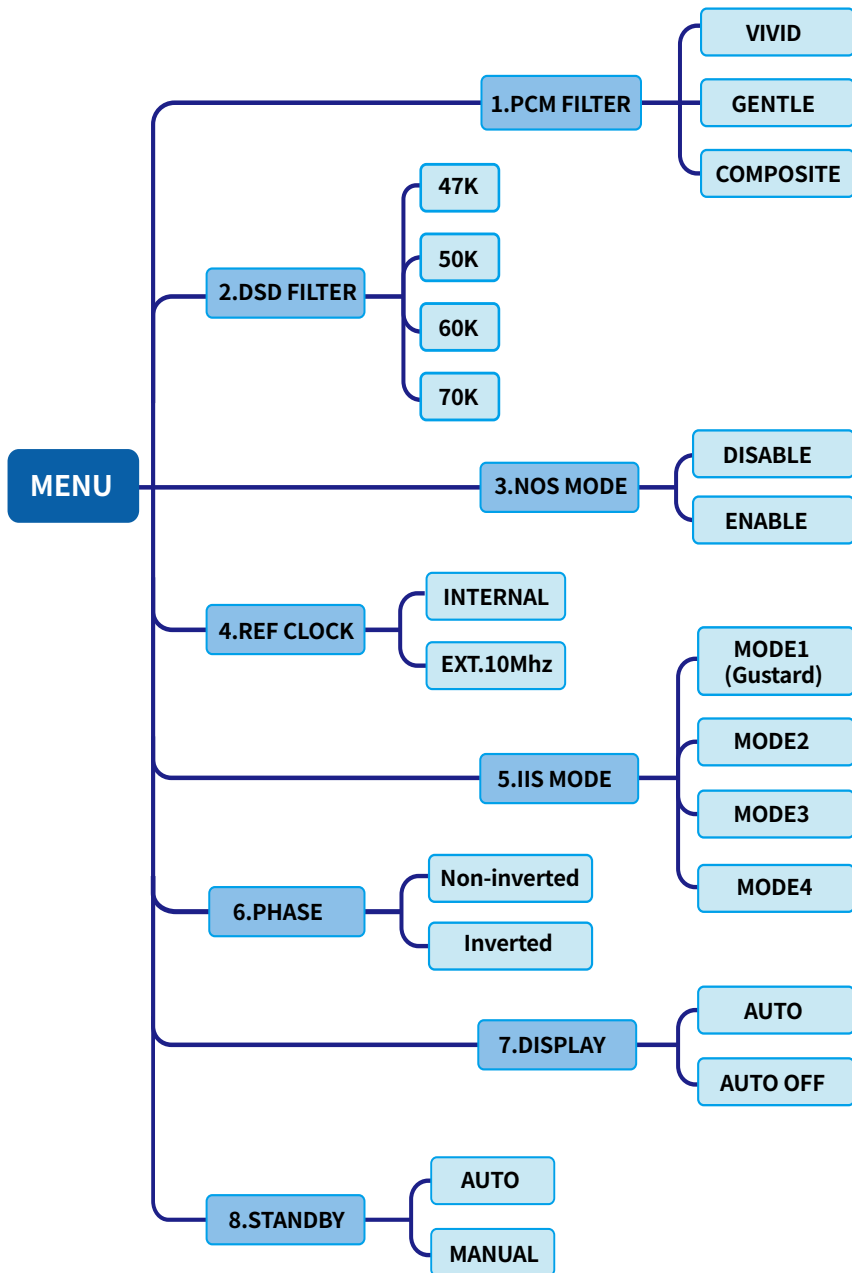 MENU
1.PCM FILTER
VIVID
GENTLE
COMPOSITE
2.DSD FILTER
47K
50K
60K
70K
3.NOS MODE
DISABLE
ENABLE
4.REF CLOCK
INTERNAL
EXT.10Mhz
5.IIS MODE
MODE1
(Gustard)
MODE2
MODE3
MODE4
6.PHASE
Non-inverted
Inverted
7.DISPLAY
AUTO
AUTO OFF
8.STANDBY
AUTO
MANUAL